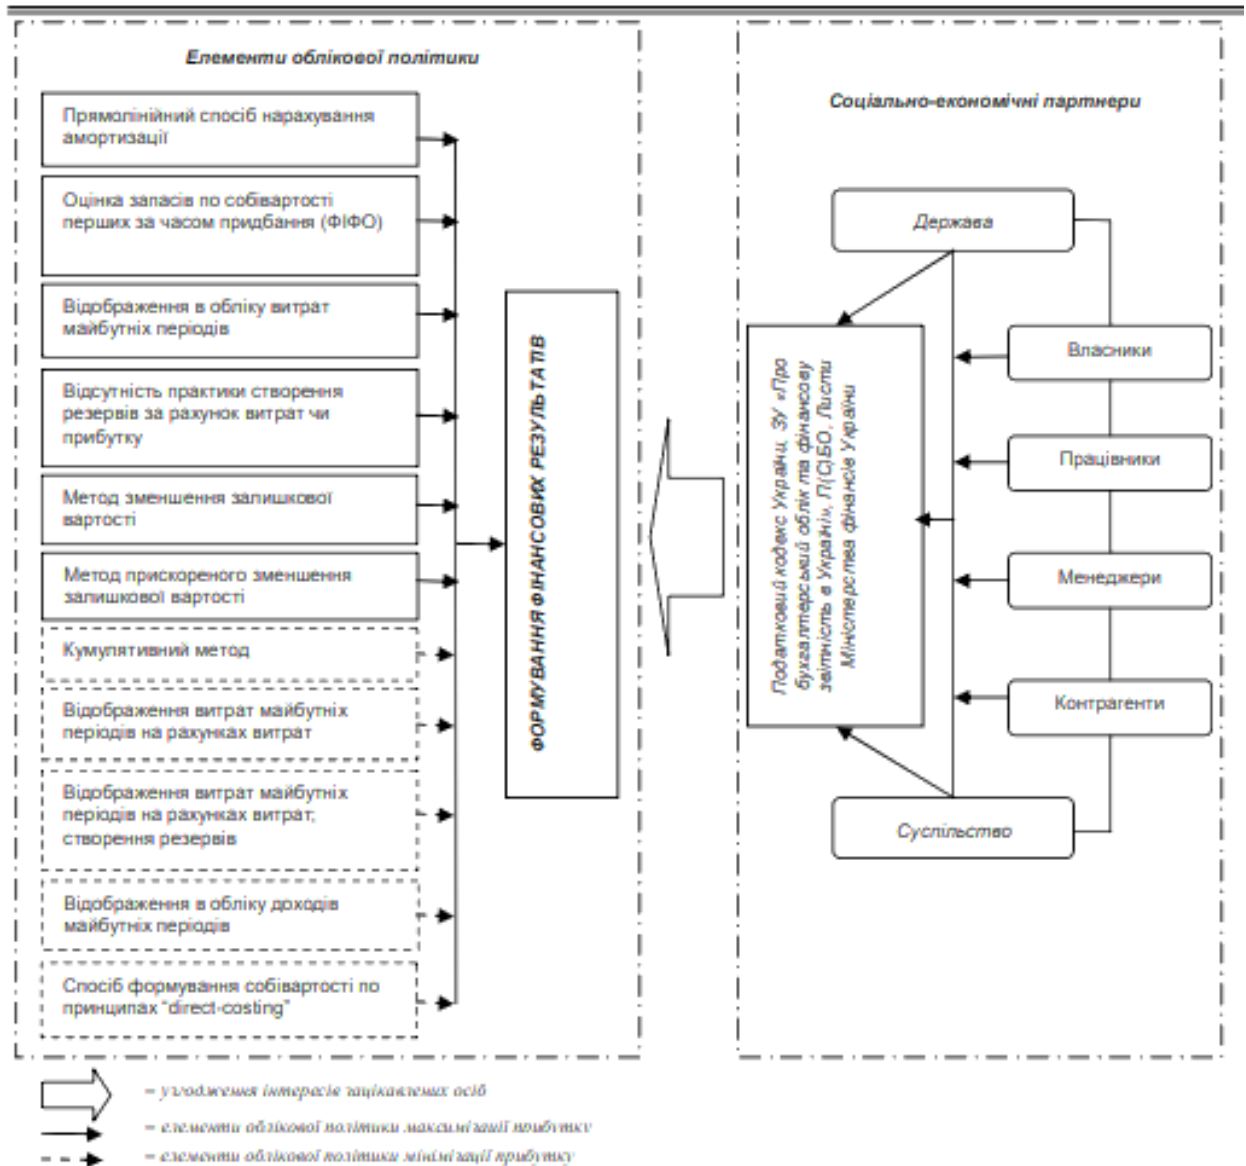 Елементи облікової політики
Прямолінійний спосіб нарахування
амортизації
Оцінка запасів по собівартості
перших за часом придбання (ФІФО)
Відображення в обліку витрат
майбутніх періодів
Відсутність практики створення
резервів за рахунок витрат чи
прибутку
Метод зменшення залишкової
вартості
Метод прискореного зменшення
залишкової вартості
Кумулятивний метод
Відображення витрат майбутніх
періодів на рахунках витрат
Відображення витрат майбутніх
періодів на рахунках витрат;
створення резервів
Відображення в обліку доходів
майбутніх періодів
Спосіб формування собівартості по
принципах “direct-costing”
ФОРМУВАННЯ ФІНАНСОВИХ РЕЗУЛЬТАТІВ
Соціально-економічні партнери
Держава
Податковий кодекс України, ЗУ «Про
бухгалтерський облік та фінансову
звітність в Україні», П(С)БО, Листи
Міністерства фінансів України
Власники
Працівники
Менеджери
Контрагенти
Суспільство
– узгодження інтересів зацікавлених осіб
– елементи облікової політики максимізації прибутку
– елементи облікової політики мінімізації прибутку